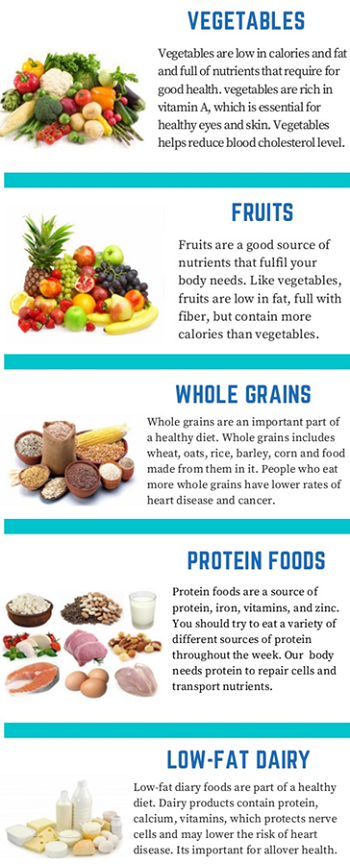 VEGETABLES
Vegetables are low in calories and fat
and full of nutrients that require for
good health. vegetables are rich in
vitamin A, which is essential for
healthy eyes and skin. Vegetables
helps reduce blood cholesterol level.
FRUITS
Fruits are a good source of
nutrients that fulfil your
body needs. Like vegetables,
fruits are low in fat, full with
fiber, but contain more
calories than vegetables.
WHOLE GRAINS
Whole grains are an important part of
a healthy diet. Whole grains includes
wheat, oats, rice, barley, corn and food
made from them in it. People who eat
more whole grains have lower rates of
heart disease and cancer.
PROTEIN FOODS
Protein foods are a source of
protein, iron, vitamins, and zinc.
You should try to eat a variety of
different sources of protein
throughout the week. Our body
needs protein to repair cells and
transport nutrients.
LOW-FAT DAIRY
Low-fat diary foods are part of a healthy
diet. Dairy products contain protein,
calcium, vitamins, which protects nerve
cells and may lower the risk of heart
disease. Its important for allover health.